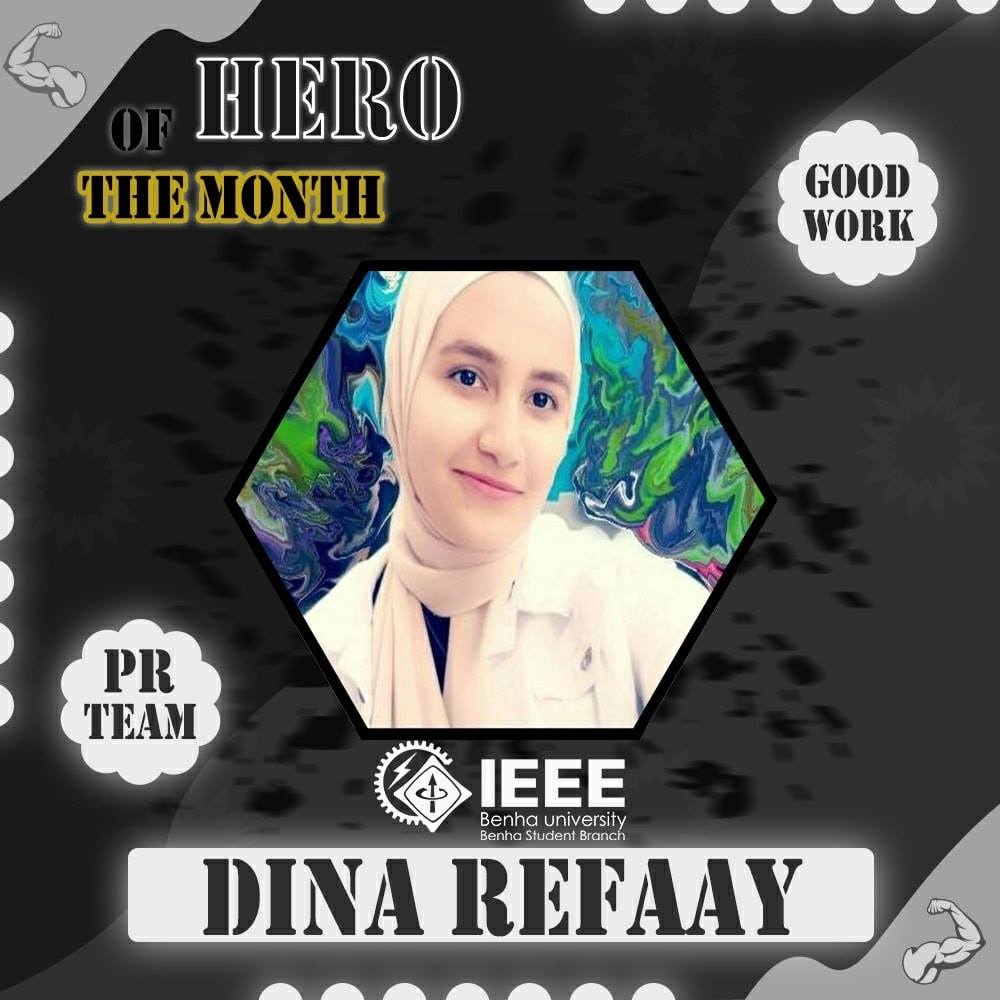 HERO
OF
THE MONTH
GOOD
WORK
PR
TEAM
IEEE
Benha university
Benha Student Branch
DINA REFAAY